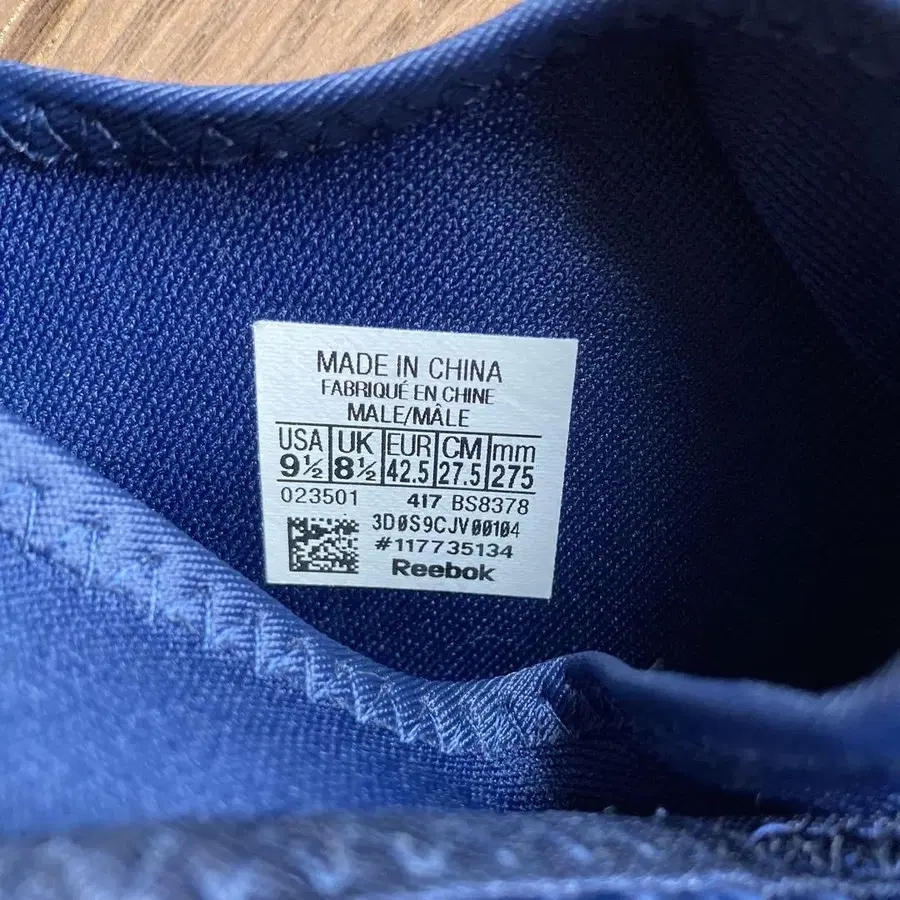 MADE IN CHINA
FABRIQUÉ EN CHINE
MALE/MÂLE
USA UK EUR CM mm
9½ 8½ 42.5 27.5 275
023501 417 BS8378
3D0S9CJV00104
#117735134
Reebok